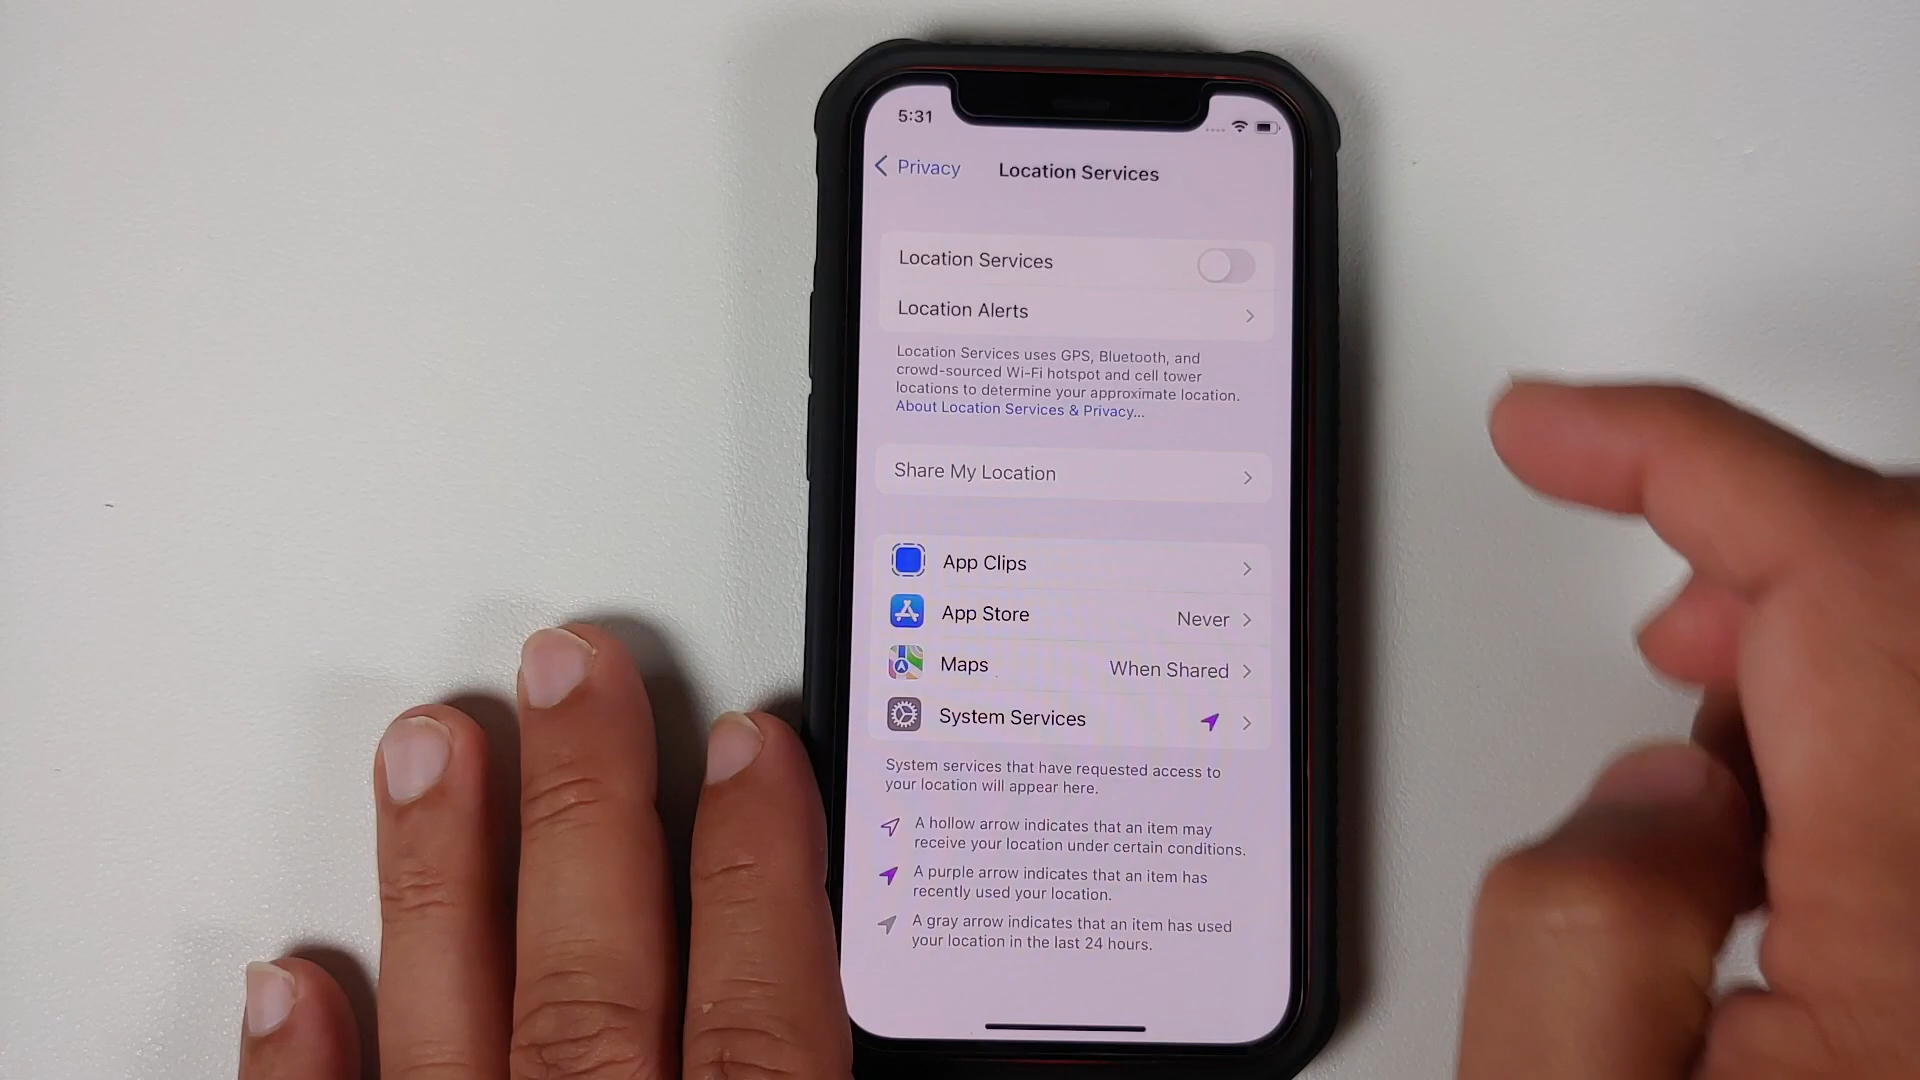 5:31
Privacy
Location Services
Location Services
Location Alerts
Location Services uses GPS, Bluetooth, and
crowd-sourced Wi-Fi hotspot and cell tower
locations to determine your approximate location.
About Location Services & Privacy...
Share My Location
App Clips
App Store Never
Maps When Shared
System Services
System services that have requested access to
your location will appear here.
A hollow arrow indicates that an item may
receive your location under certain conditions.
A purple arrow indicates that an item has
recently used your location.
A gray arrow indicates that an item has used
your location in the last 24 hours.